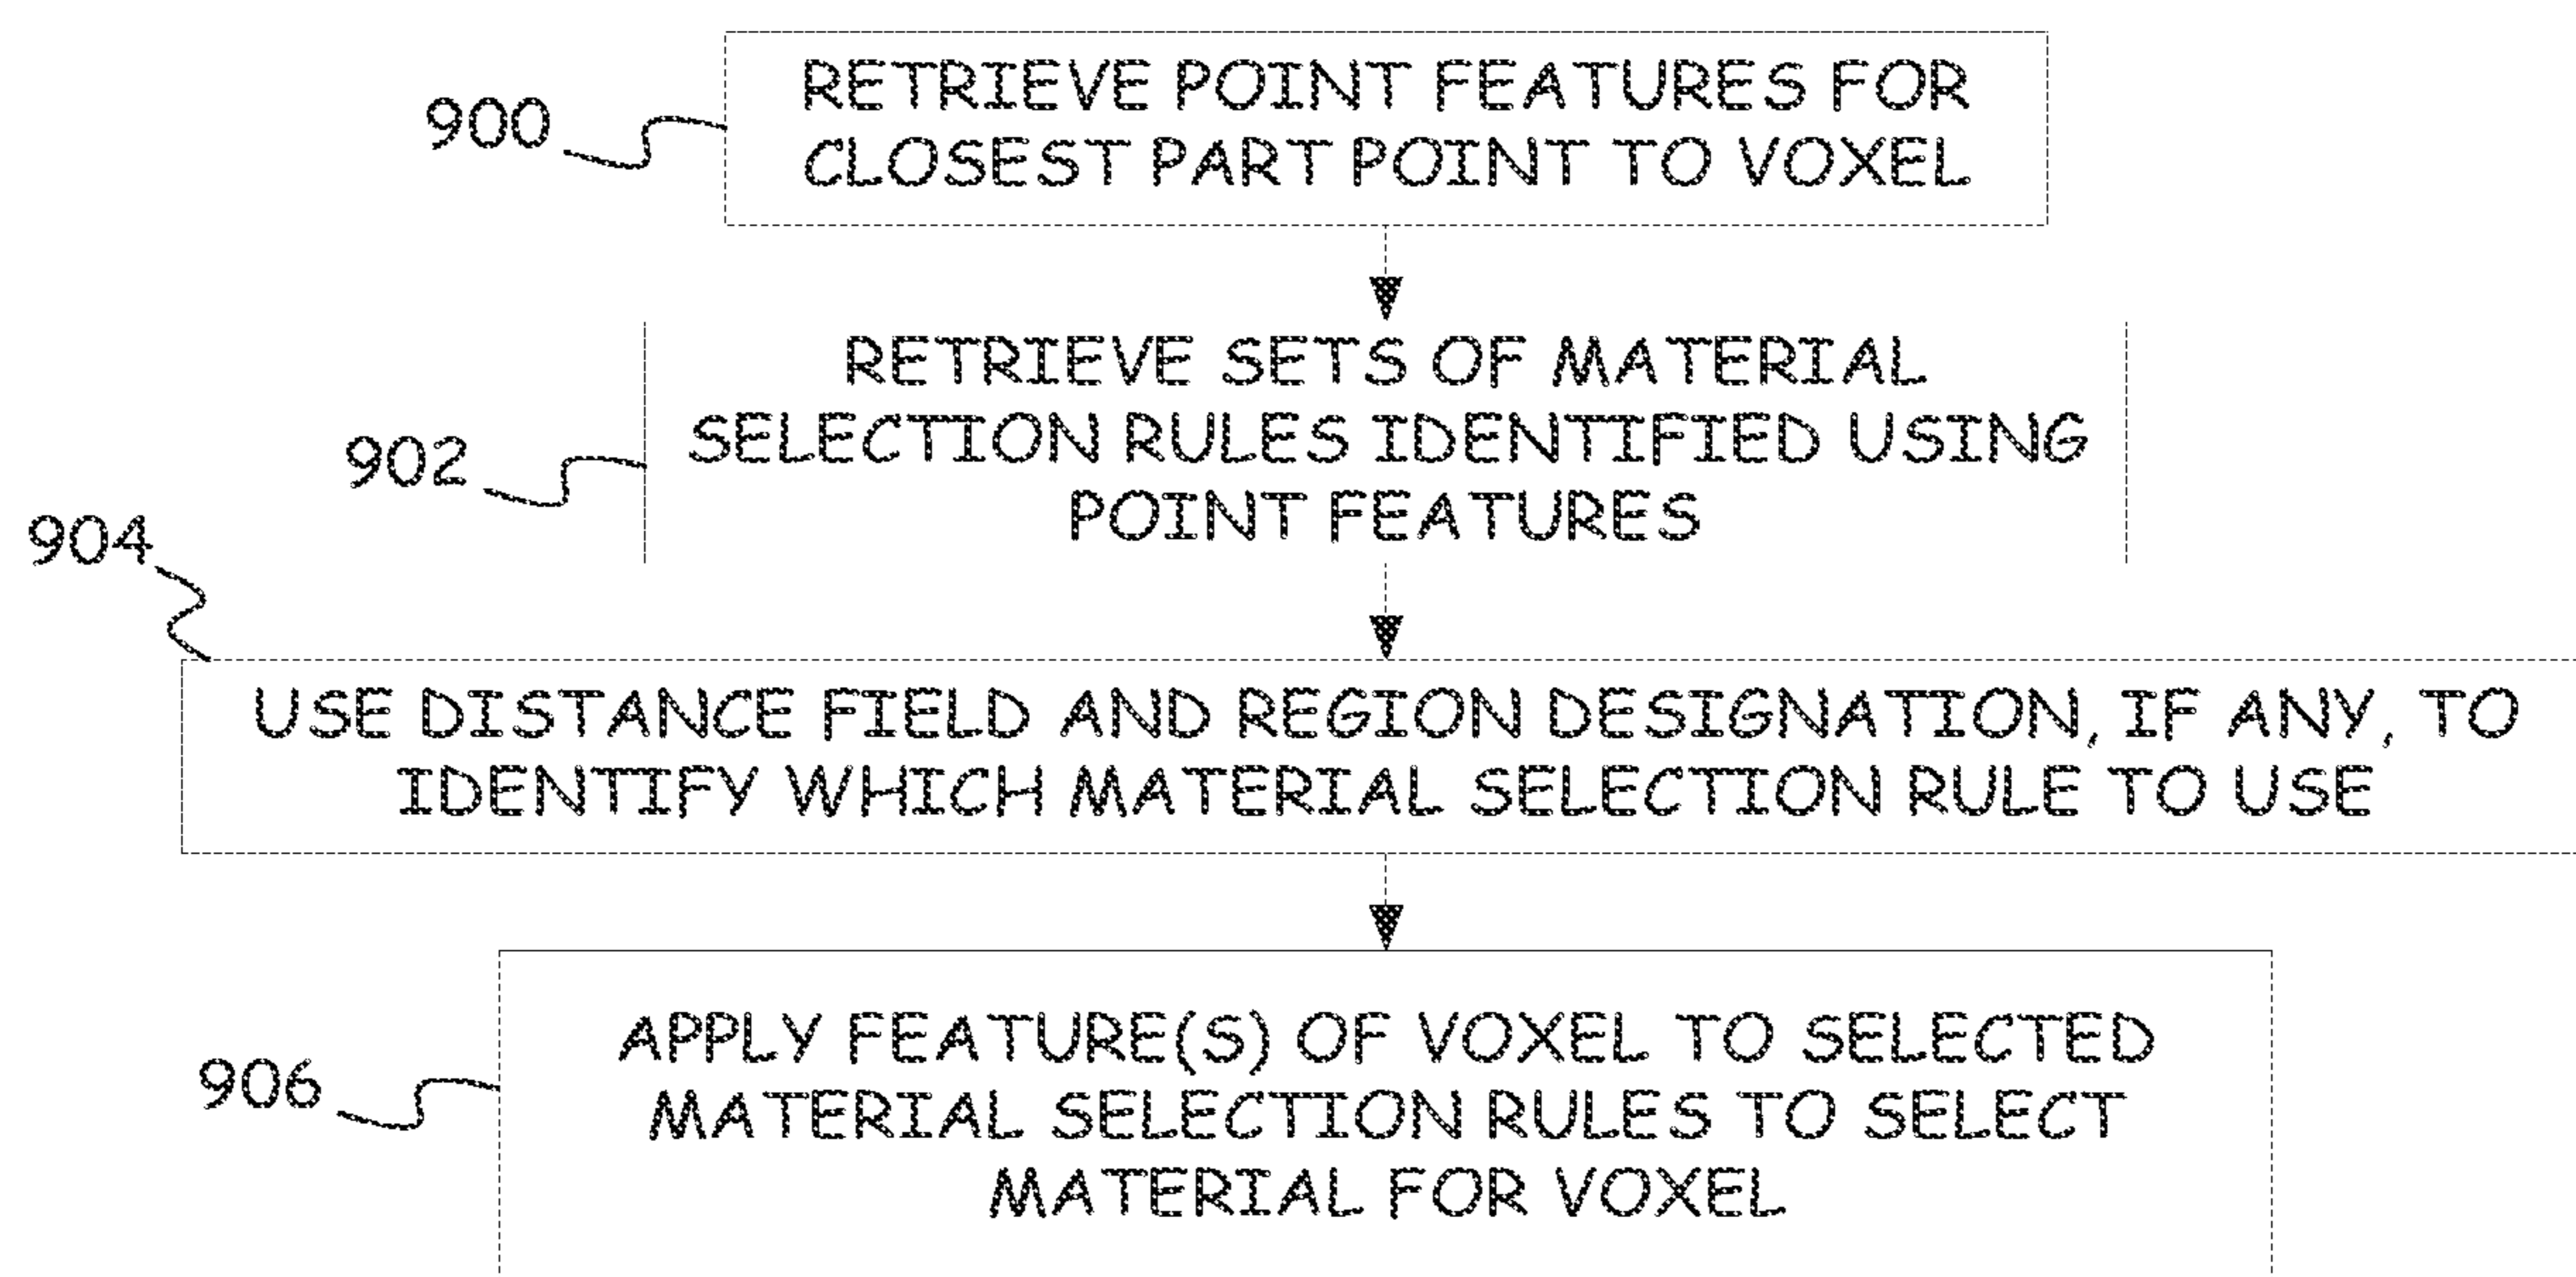 900
RETRIEVE POINT FEATURES FOR
CLOSEST PART POINT TO VOXEL
902
RETRIEVE SETS OF MATERIAL
SELECTION RULES IDENTIFIED USING
POINT FEATURES
904
USE DISTANCE FIELD AND REGION DESIGNATION, IF ANY, TO
IDENTIFY WHICH MATERIAL SELECTION RULE TO USE
906
APPLY FEATURE(S) OF VOXEL TO SELECTED
MATERIAL SELECTION RULES TO SELECT
MATERIAL FOR VOXEL